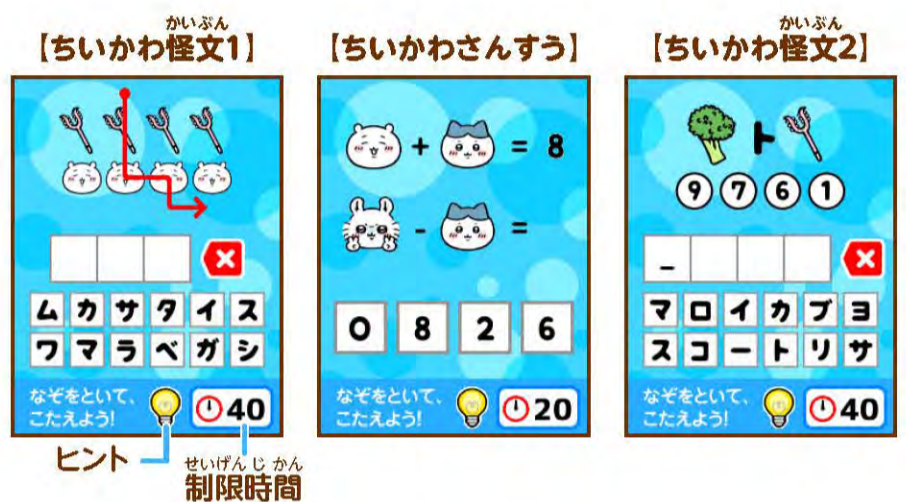 かいぶん
【ちいかわ怪文1】
ムカサタイス
ワマラベガシ
なぞをといて、
こたえよう!
40
ヒント
せいげんじかん
制限時間
【ちいかわさんすう】
+ = 8
- =
0 8 2 6
なぞをといて、
こたえよう!
20
かいぶん
【ちいかわ怪文2】
ト
9 7 6 1
マロイカブヨ
スコートリサ
なぞをといて、
こたえよう!
40